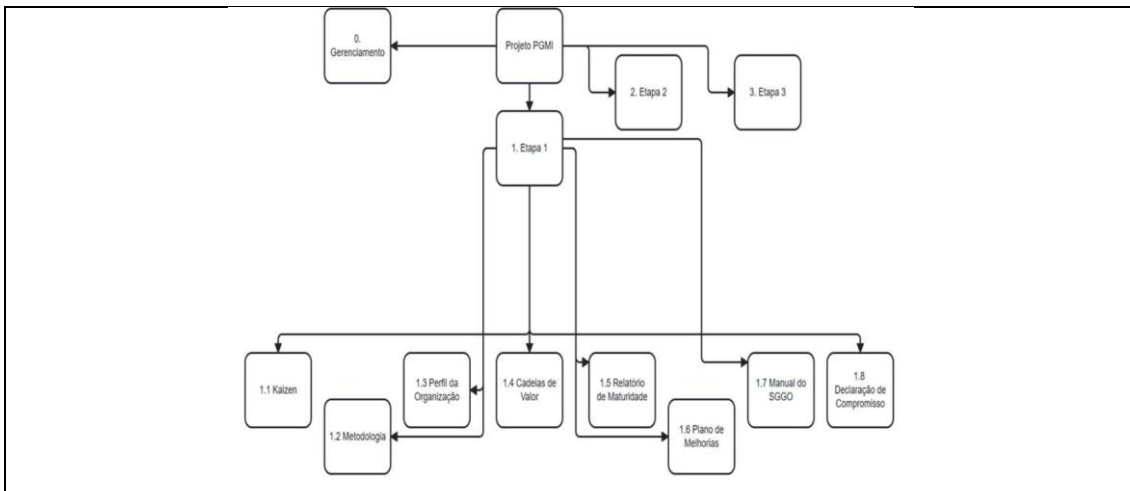 0.
Gerenciamento
Projeto PGMI
2. Etapa 2
3. Etapa 3
1. Etapa 1
1.1 Kaizen
1.2 Metodologia
1.3 Perfil da
Organização
1.4 Cadeias de
Valor
1.5 Relatório
de Maturidade
1.6 Plano de
Melhorias
1.7 Manual do
SGGO
1.8
Declaração de
Compromisso